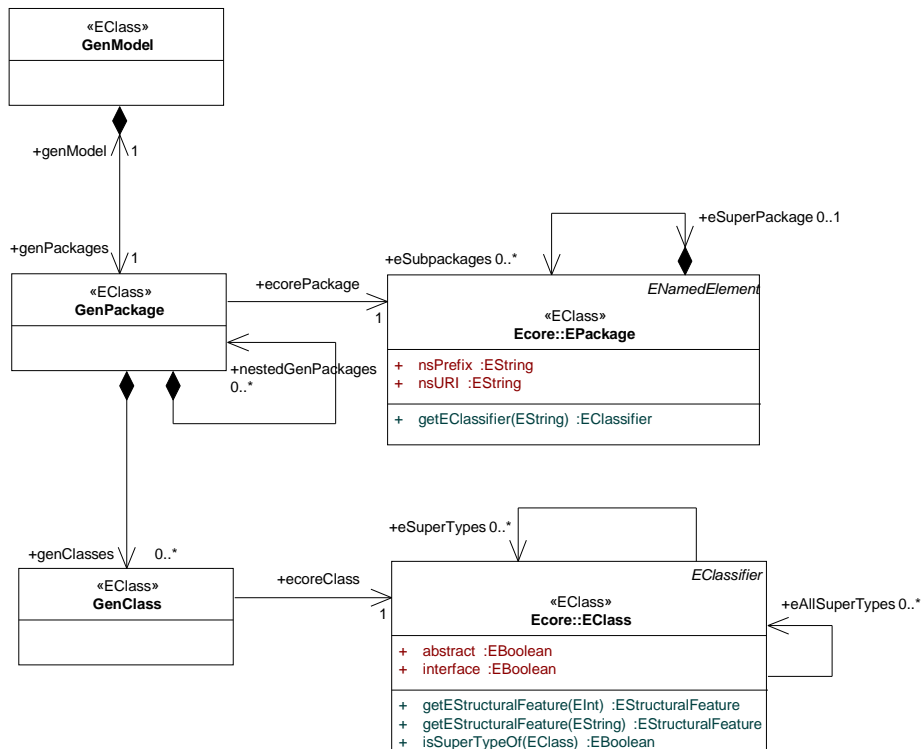 «EClass»
GenModel
+genModel
1
+genPackages
1
«EClass»
GenPackage
+ecorePackage
1
+nestedGenPackages
0..*
+eSuperPackage 0..1
+eSubpackages 0..*
ENamedElement
«EClass»
Ecore::EPackage
+ nsPrefix :EString
+ nsURI :EString
+ getEClassifier(EString) :EClassifier
+genClasses
0..*
«EClass»
GenClass
+ecoreClass
1
+eSuperTypes 0..*
EClassifier
«EClass»
Ecore::EClass
+eAllSuperTypes 0..*
+ abstract :EBoolean
+ interface :EBoolean
+ getEStructuralFeature(EInt) :EStructuralFeature
+ getEStructuralFeature(EString) :EStructuralFeature
+ isSuperTypeOf(EClass) :EBoolean